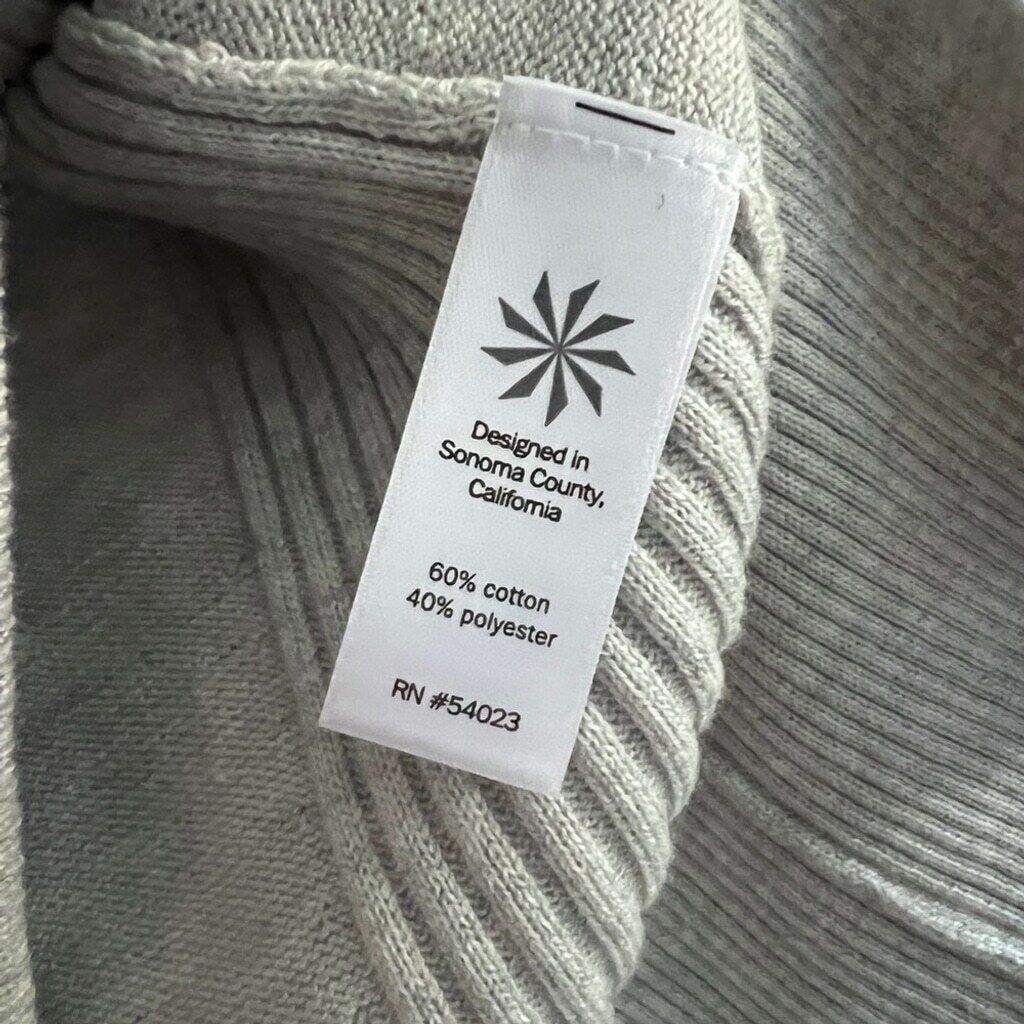 Designed in
Sonoma County,
California
60% cotton
40% polyester
RN #54023